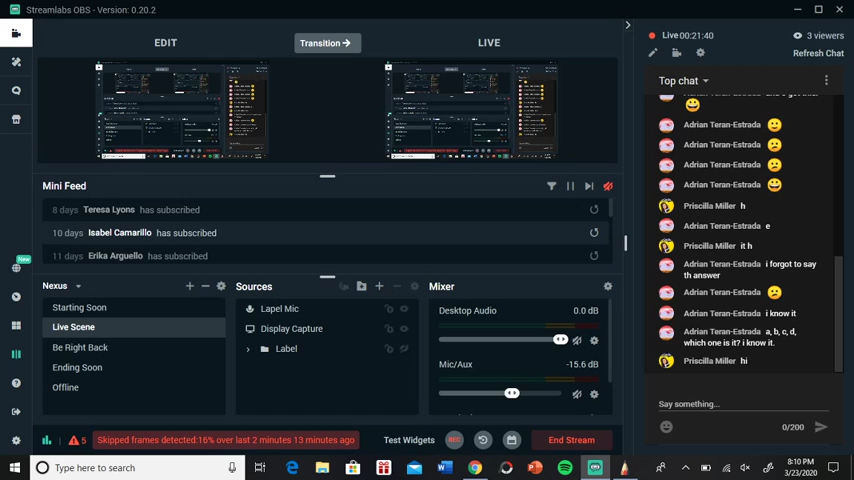 Streamlabs OBS - Version: 0.20.2
EDIT
Transition
LIVE
Live 00:21:40
3 viewers
Refresh Chat
Top chat
Adrian Teran-Estrada
Adrian Teran-Estrada
Adrian Teran-Estrada
Adrian Teran-Estrada
Priscilla Miller h
Adrian Teran-Estrada e
Priscilla Miller it h
Adrian Teran-Estrada i forgot to say
th answer
Adrian Teran-Estrada
Adrian Teran-Estrada i know it
Adrian Teran-Estrada a, b, c, d,
which one is it? i know it.
Priscilla Miller hi
Say something...
0/200
Mini Feed
8 days Teresa Lyons has subscribed
10 days Isabel Camarillo has subscribed
11 days Erika Arguello has subscribed
New
Nexus
Starting Soon
Live Scene
Be Right Back
Ending Soon
Offline
Sources
Lapel Mic
Display Capture
Label
Mixer
Desktop Audio 0.0 dB
Mic/Aux -15.6 dB
5
Skipped frames detected:16% over last 2 minutes 13 minutes ago
Test Widgets
REC
End Stream
Type here to search
8:10 PM
3/23/2020